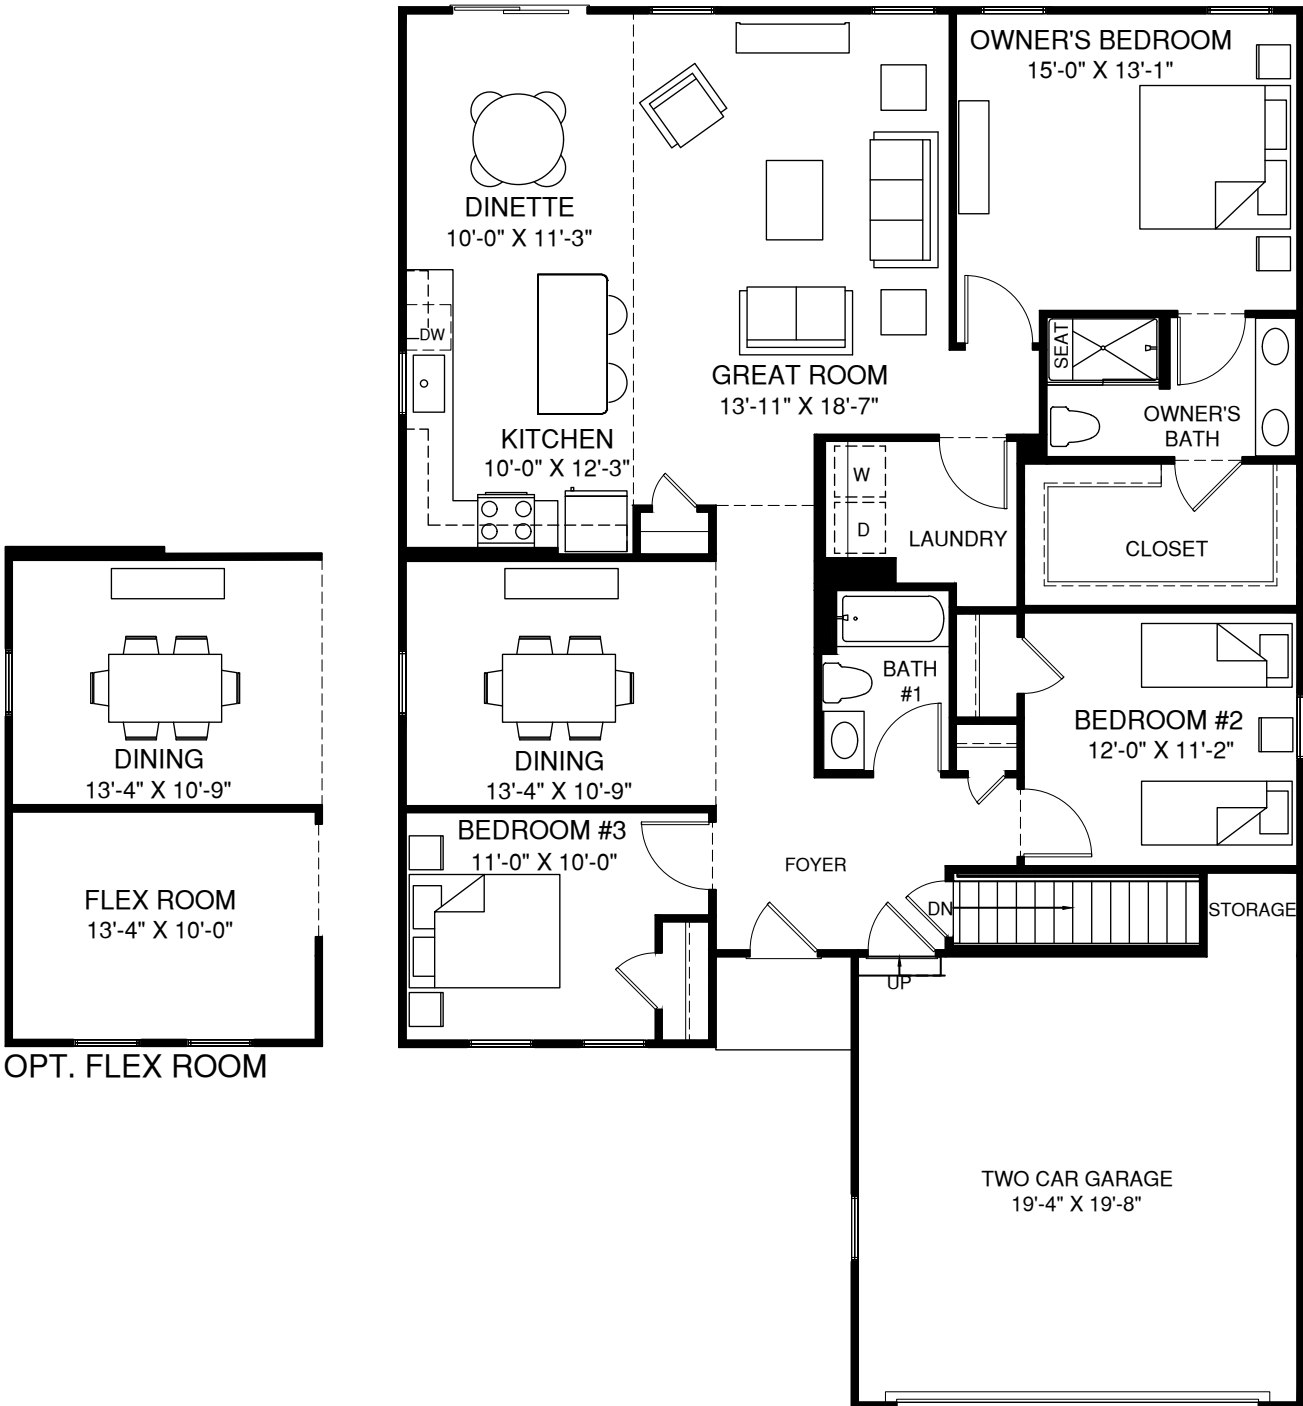 OWNER'S BEDROOM
15'-0" X 13'-1"
DINETTE
10'-0" X 11'-3"
DW
SEAT
GREAT ROOM
13'-11" X 18'-7"
OWNER'S
BATH
KITCHEN
10'-0" X 12'-3"
W
D
LAUNDRY
CLOSET
BATH
#1
BEDROOM #2
12'-0" X 11'-2"
DINING
13'-4" X 10'-9"
DINING
13'-4" X 10'-9"
BEDROOM #3
11'-0" X 10'-0"
FOYER
FLEX ROOM
13'-4" X 10'-0"
DN
STORAGE
UP
OPT. FLEX ROOM
TWO CAR GARAGE
19'-4" X 19'-8"